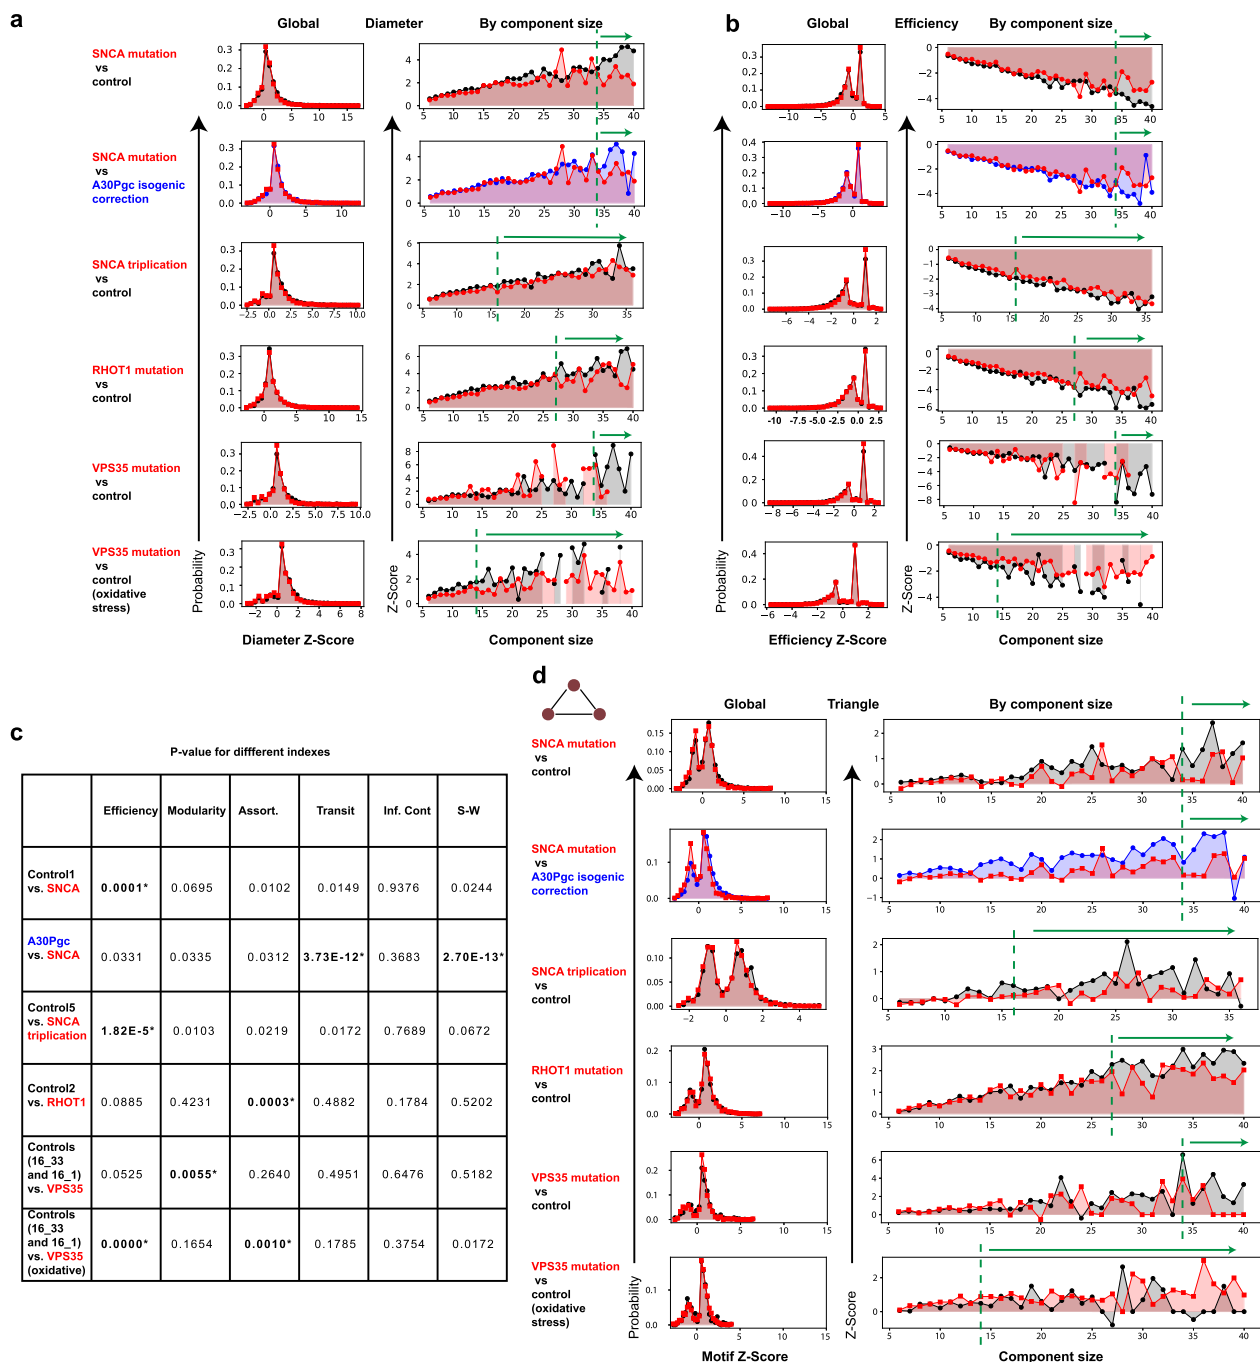 a
Global
Diameter
By component size
SNCA mutation
vs
control
SNCA mutation
vs
A30Pgc isogenic
correction
SNCA triplication
vs
control
RHOT1 mutation
vs
control
VPS35 mutation
vs
control
VPS35 mutation
vs
control
(oxidative
stress)
Probability
Z-Score
Diameter Z-Score
Component size
b
Global
Efficiency
By component size
Probability
Z-Score
Efficiency Z-Score
Component size
c
P-value for diffferent indexes
Efficiency Modularity Assort. Transit Inf. Cont S-W
Control1
vs. SNCA
0.0001* 0.0695 0.0102 0.0149 0.9376 0.0244
A30Pgc
vs. SNCA
0.0331 0.0335 0.0312 3.73E-12* 0.3683 2.70E-13*
Control5
vs. SNCA
triplication
1.82E-5* 0.0103 0.0219 0.0172 0.7689 0.0672
Control2
vs. RHOT1
0.0885 0.4231 0.0003* 0.4882 0.1784 0.5202
Controls
(16_33
and 16_1)
vs. VPS35
0.0525 0.0055* 0.2640 0.4951 0.6476 0.5182
Controls
(16_33
and 16_1)
vs. VPS35
(oxidative)
0.0000* 0.1654 0.0010* 0.1785 0.3754 0.0172
d
Global
Triangle
By component size
SNCA mutation
vs
control
SNCA mutation
vs
A30Pgc isogenic
correction
SNCA triplication
vs
control
RHOT1 mutation
vs
control
VPS35 mutation
vs
control
VPS35 mutation
vs
control
(oxidative
stress)
Probability
Z-Score
Motif Z-Score
Component size